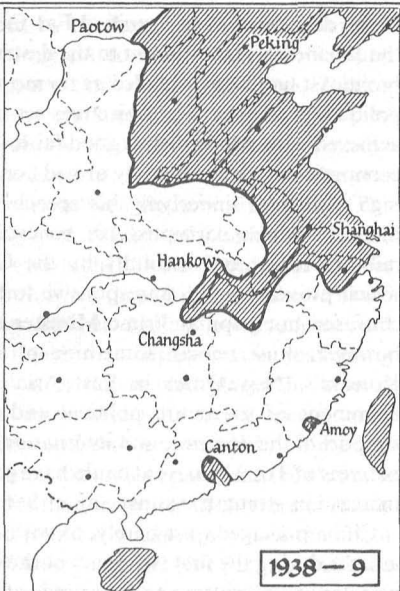 Paotow
Peking
Shanghai
Hankow
Changsha
Amoy
Canton
1938 – 9